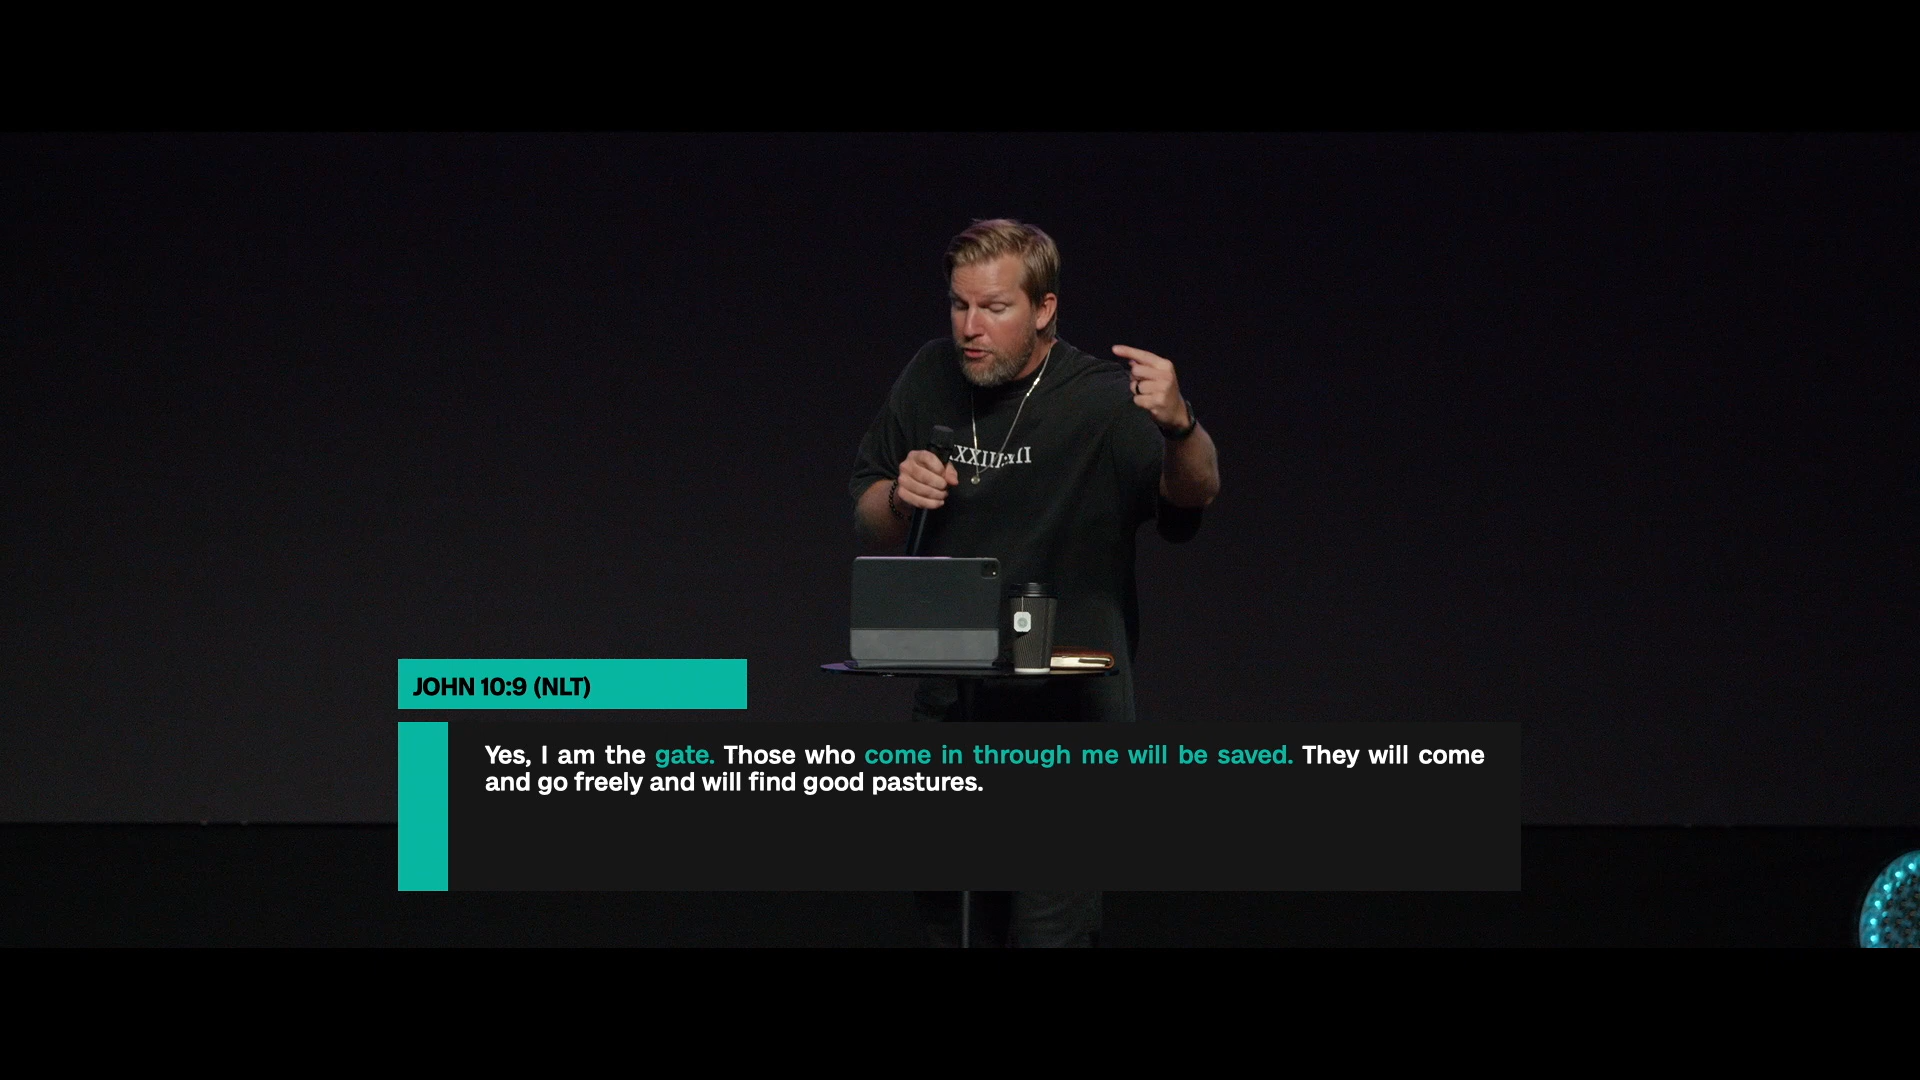 JOHN 10:9 (NLT)
Yes, I am the gate. Those who come in through me will be saved. They will come
and go freely and will find good pastures.